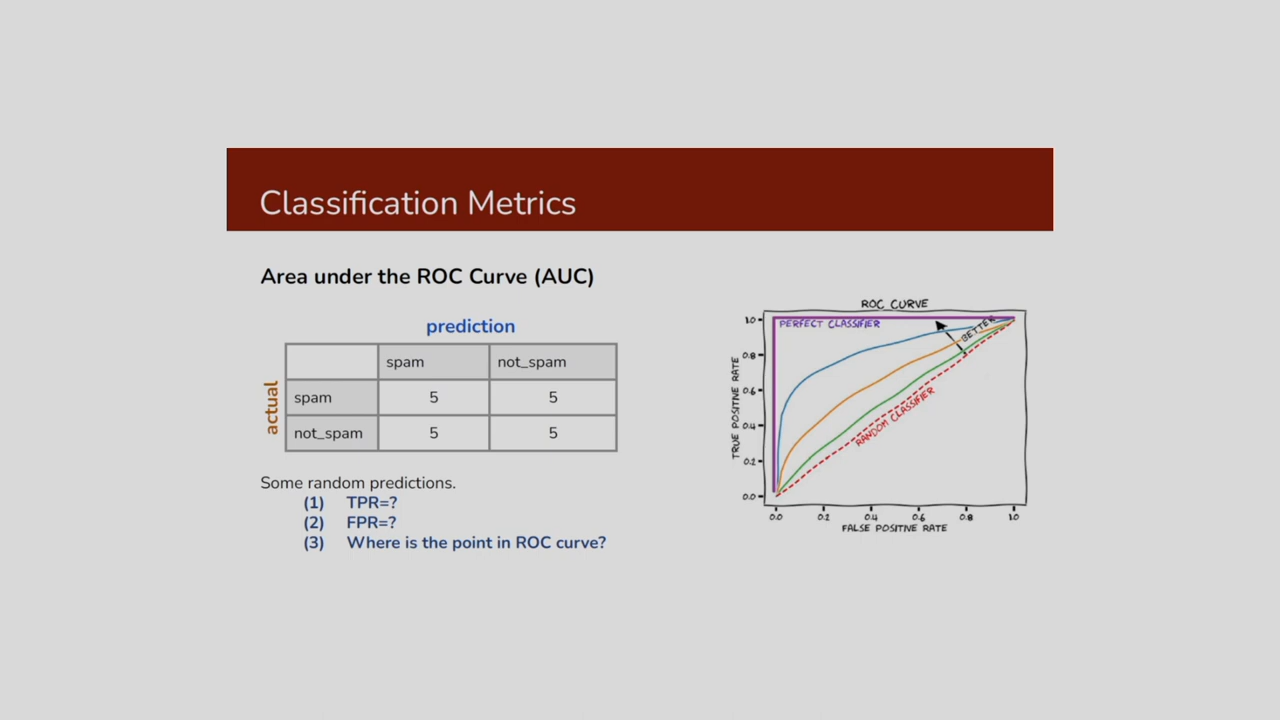 Classification Metrics
Area under the ROC Curve (AUC)
prediction
actual
spam not_spam
spam 5 5
not_spam 5 5
Some random predictions.
(1) TPR=?
(2) FPR=?
(3) Where is the point in ROC curve?
ROC CURVE
TRUE POSITIVE RATE
1.0
0.8
0.6
0.4
0.2
0.0
PERFECT CLASSIFIER
BETTER
RANDOM CLASSIFIER
0.0 0.2 0.4 0.6 0.8 1.0
FALSE POSITIVE RATE